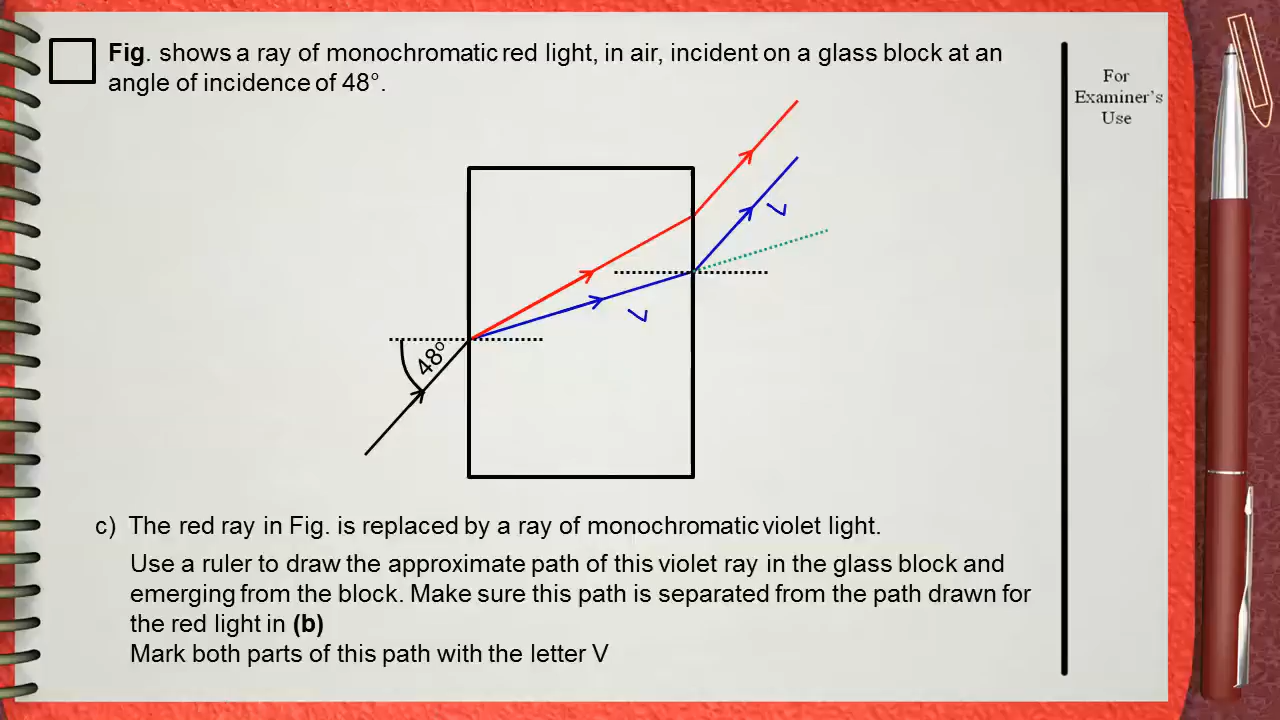 Fig. shows a ray of monochromatic red light, in air, incident on a glass block at an
angle of incidence of 48°.
For
Examiner's
Use
V
V
48°
c) The red ray in Fig. is replaced by a ray of monochromatic violet light.
Use a ruler to draw the approximate path of this violet ray in the glass block and
emerging from the block. Make sure this path is separated from the path drawn for
the red light in (b)
Mark both parts of this path with the letter V